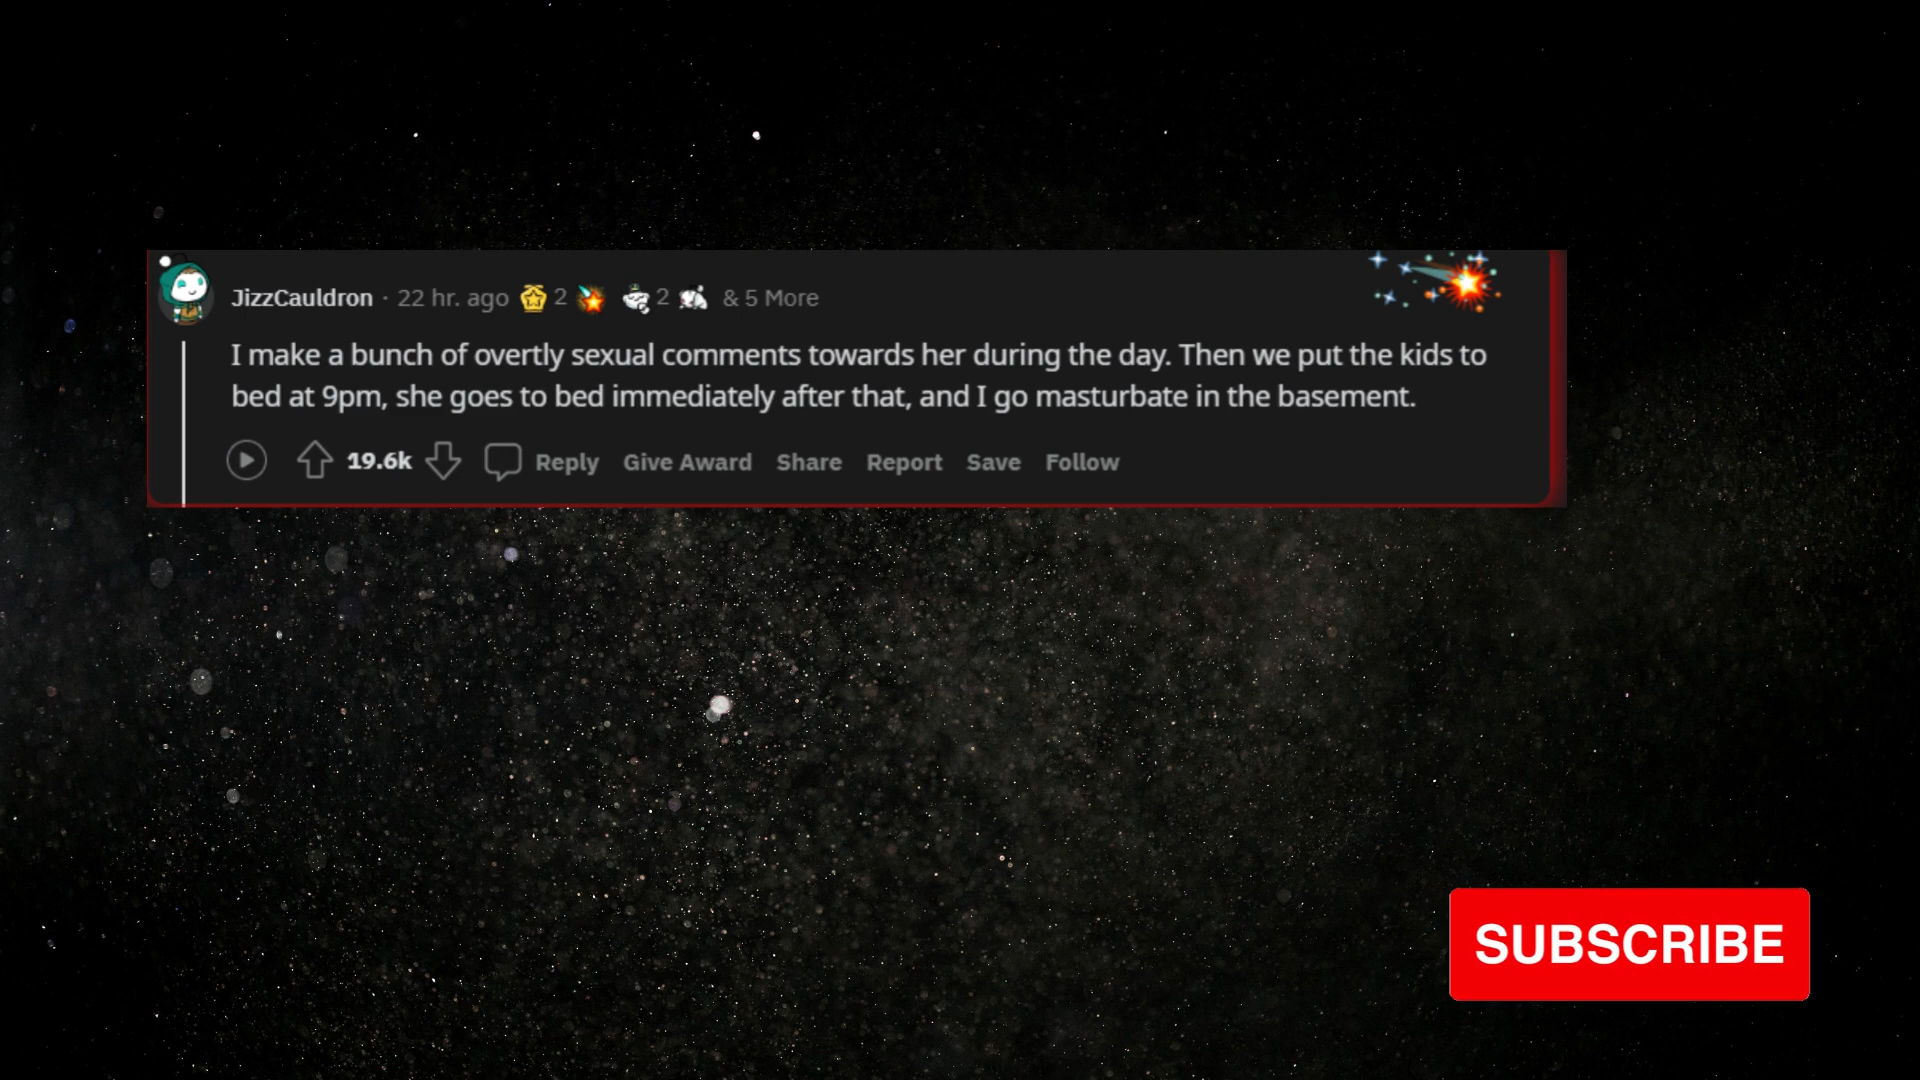 JizzCauldron · 22 hr. ago 2 2 & 5 More
I make a bunch of overtly sexual comments towards her during the day. Then we put the kids to
bed at 9pm, she goes to bed immediately after that, and I go masturbate in the basement.
19.6k Reply Give Award Share Report Save Follow
SUBSCRIBE